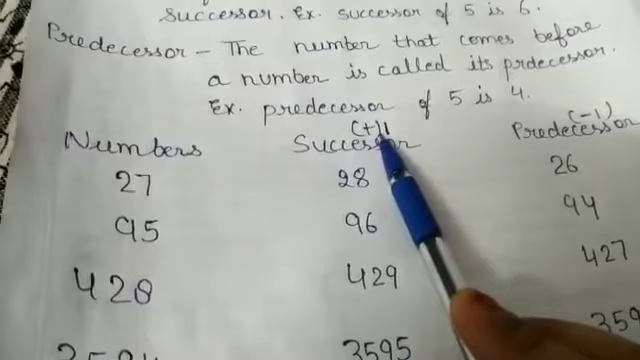 Successor. Ex. successor of 5 is 6.
Predecessor - The number that comes before
a number is called its prdecessor.
Ex. predecessor of 5 is 4.
Numbers Successor (+)1 Predecessor (-1)
27 28 26
95 96 94
428 429 427
3595 359